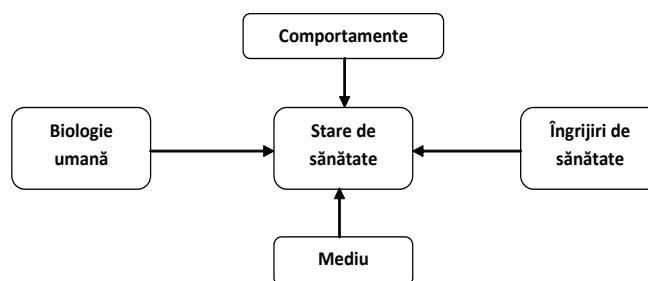 Comportamente
Biologie
umană
Stare de
sănătate
Îngrijiri de
sănătate
Mediu